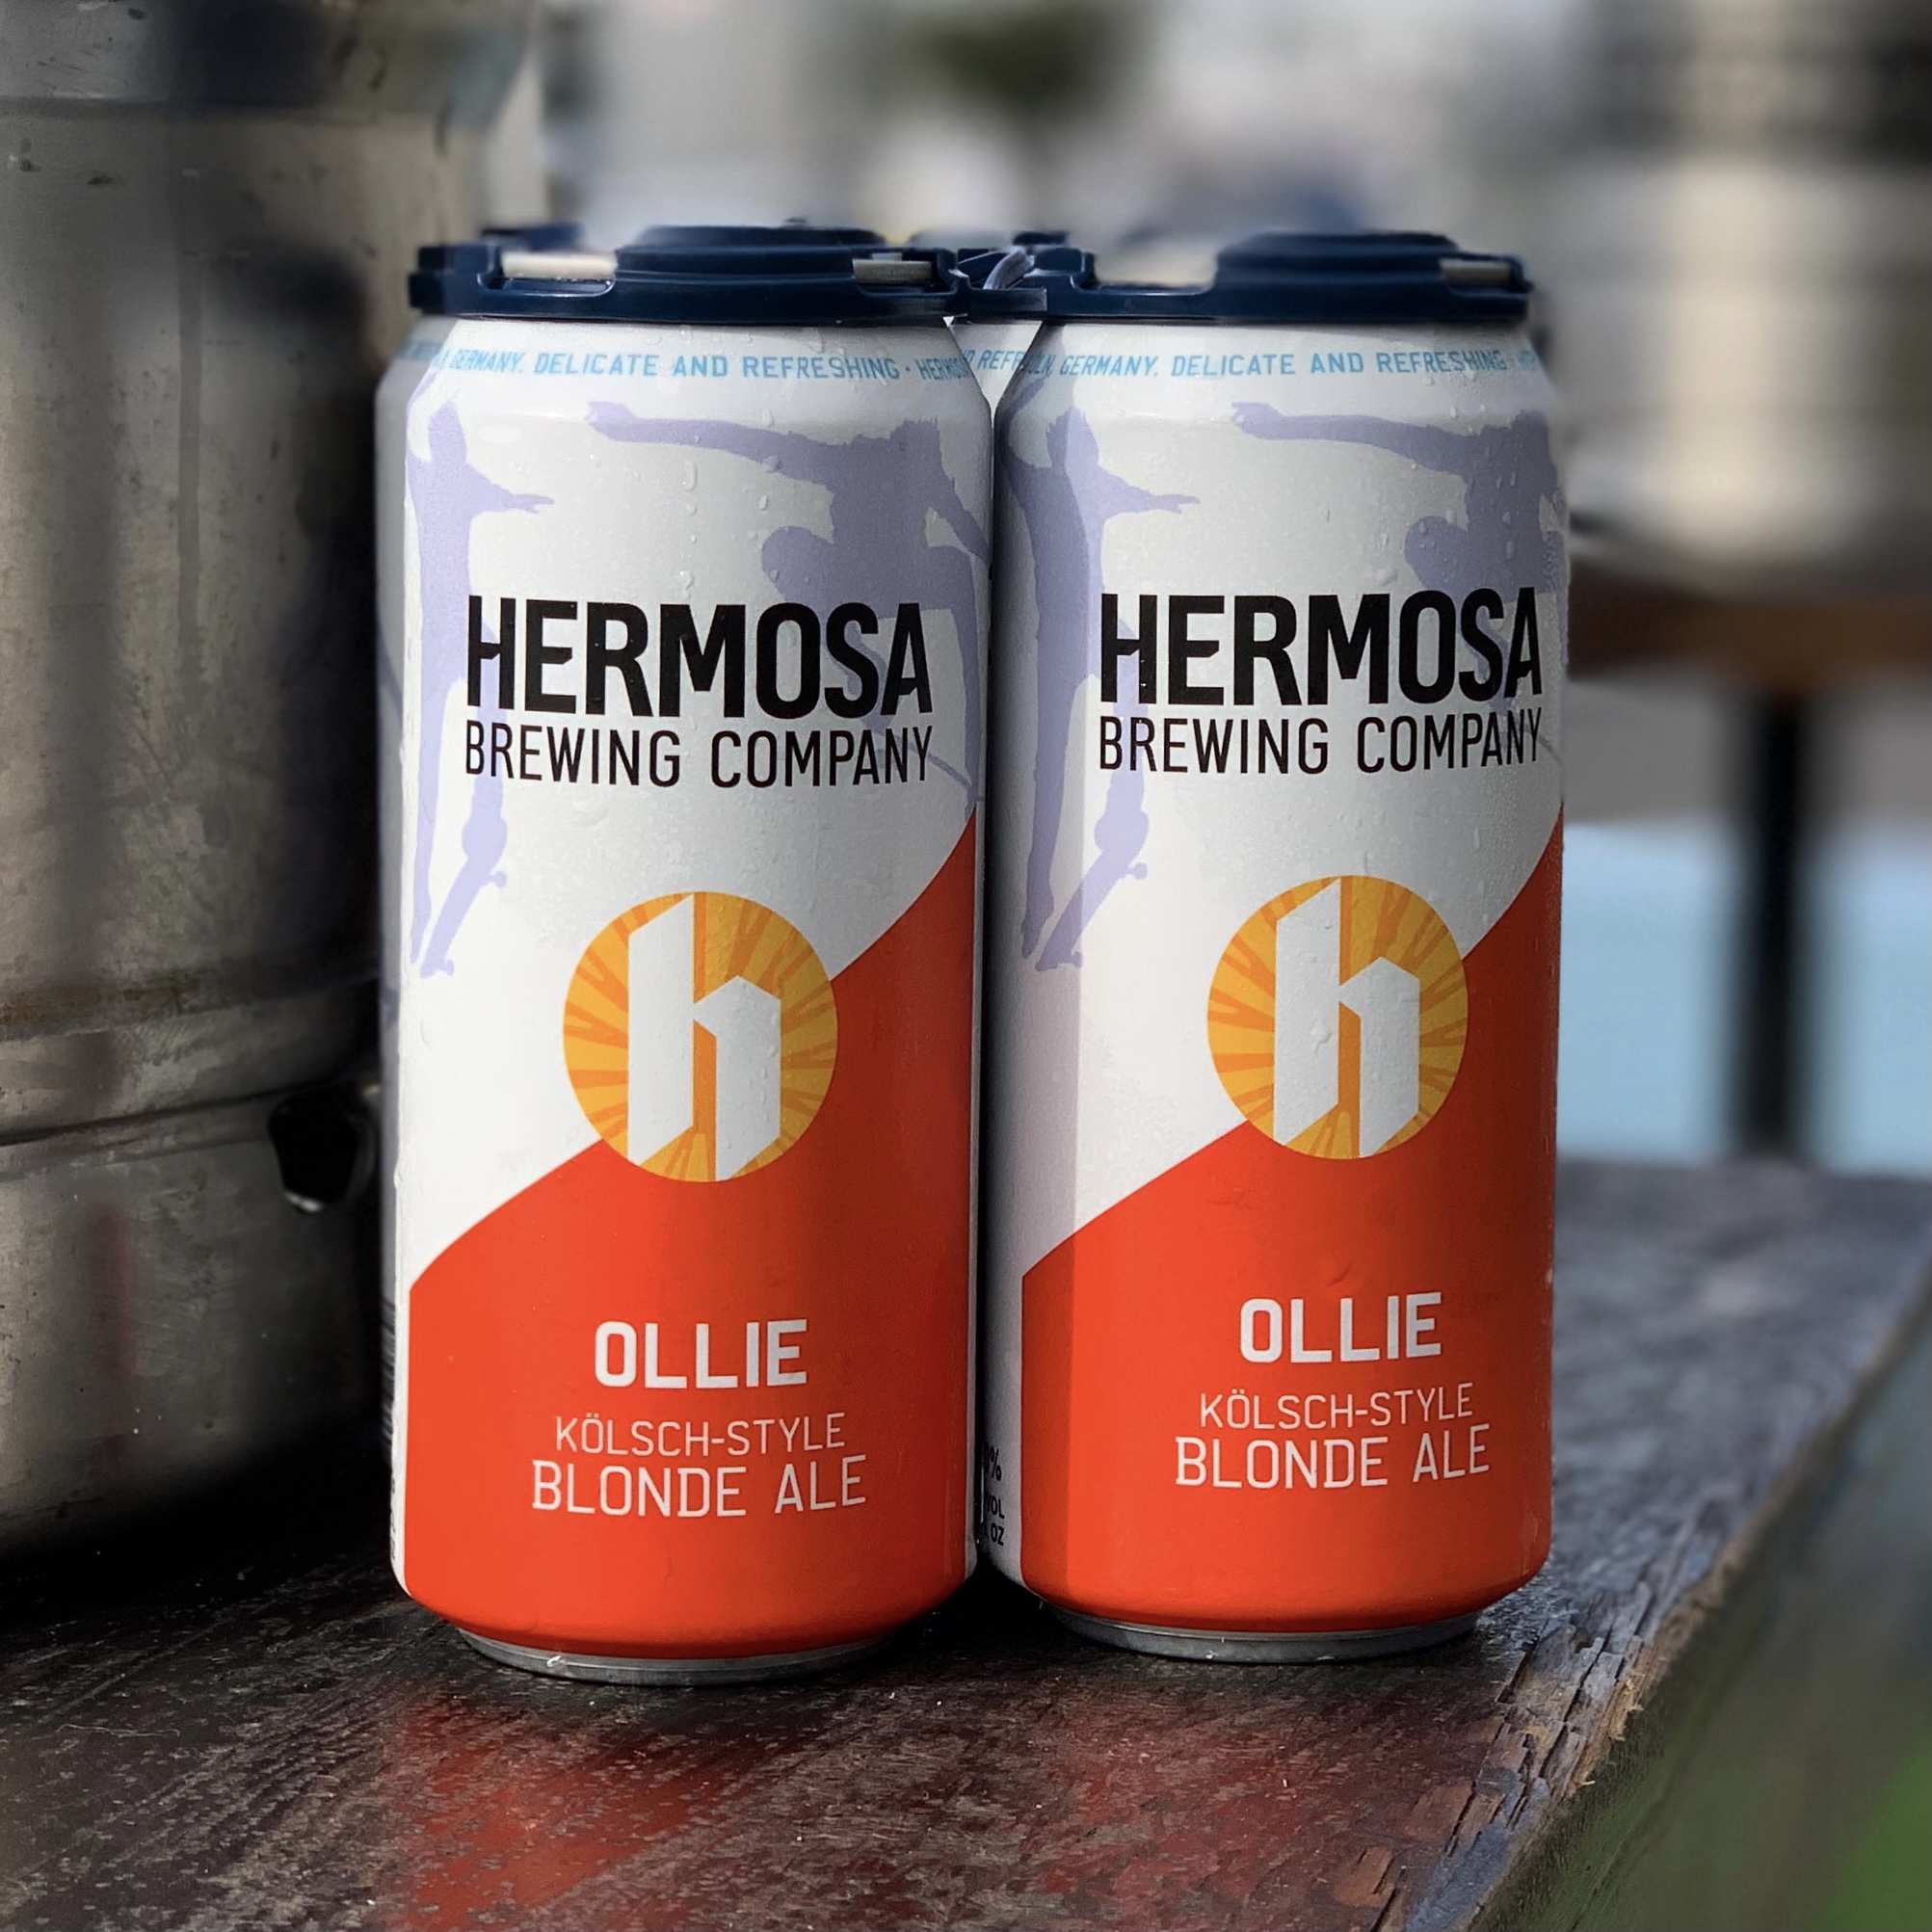 GERMANY. DELICATE AND REFRESHING ·
HERMOSA
BREWING COMPANY
h
OLLIE
KÖLSCH-STYLE
BLONDE ALE
GERMANY. DELICATE AND REFRESHING ·
HERMOSA
BREWING COMPANY
h
OLLIE
KÖLSCH-STYLE
BLONDE ALE
%
OZ